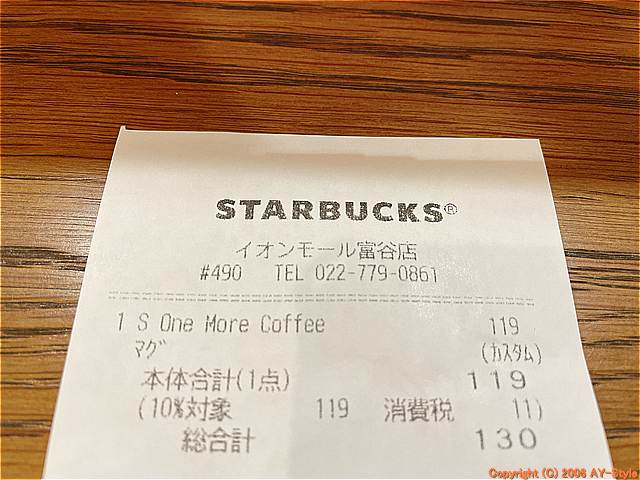 STARBUCKS®
イオンモール富谷店
#490 TEL 022-779-0861
1 S One More Coffee 119
ﾏｸﾞ (ｶｽﾀﾑ)
本体合計(1点) 119
(10%対象 119 消費税 11)
総合計 130
Copyright (C) 2006 AY-Style